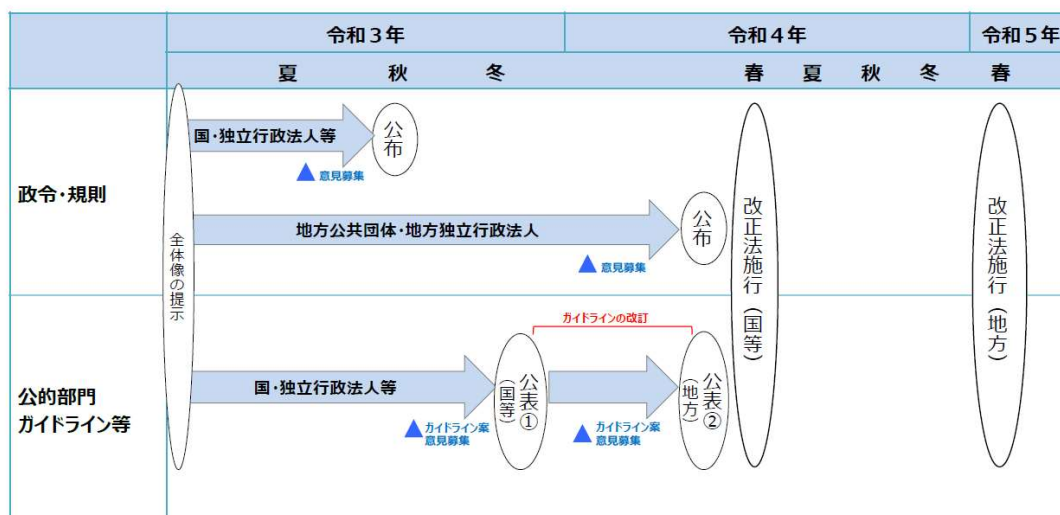 令和３年 令和４年 令和５年
夏 秋 冬 春 夏 秋 冬 春
政令・規則
全体像の提示
国・独立行政法人等
意見募集
公布
地方公共団体・地方独立行政法人
意見募集
公布
改正法施行（国等）
改正法施行（地方）
公的部門
ガイドライン等
国・独立行政法人等
ガイドライン案
意見募集
公表①
（国等）
ガイドラインの改訂
ガイドライン案
意見募集
公表②
（地方）